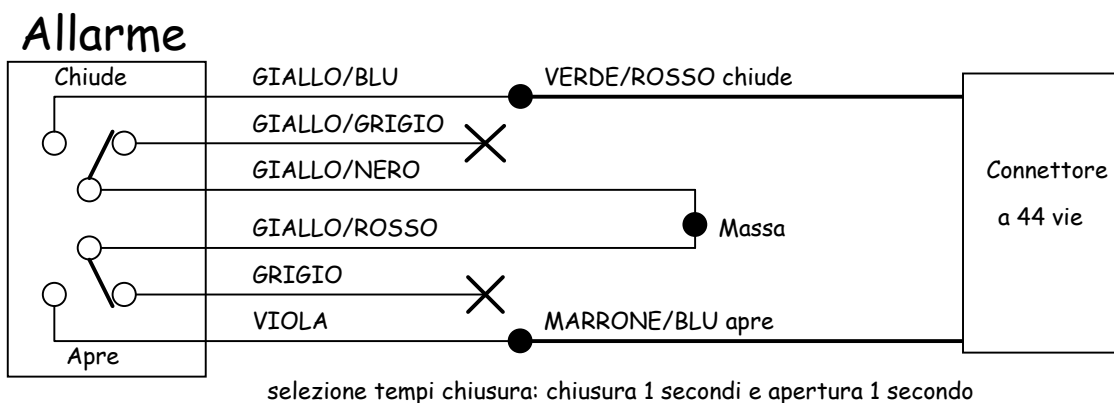 Allarme
Chiude
GIALLO/BLU
VERDE/ROSSO chiude
GIALLO/GRIGIO
GIALLO/NERO
Connettore
a 44 vie
GIALLO/ROSSO
Massa
GRIGIO
VIOLA
MARRONE/BLU apre
Apre
selezione tempi chiusura: chiusura 1 secondi e apertura 1 secondo